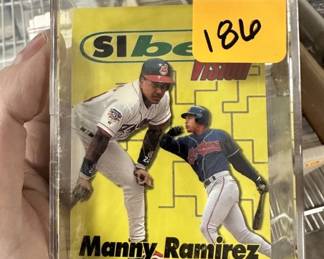 186
SI be
VISION
Manny Ramirez